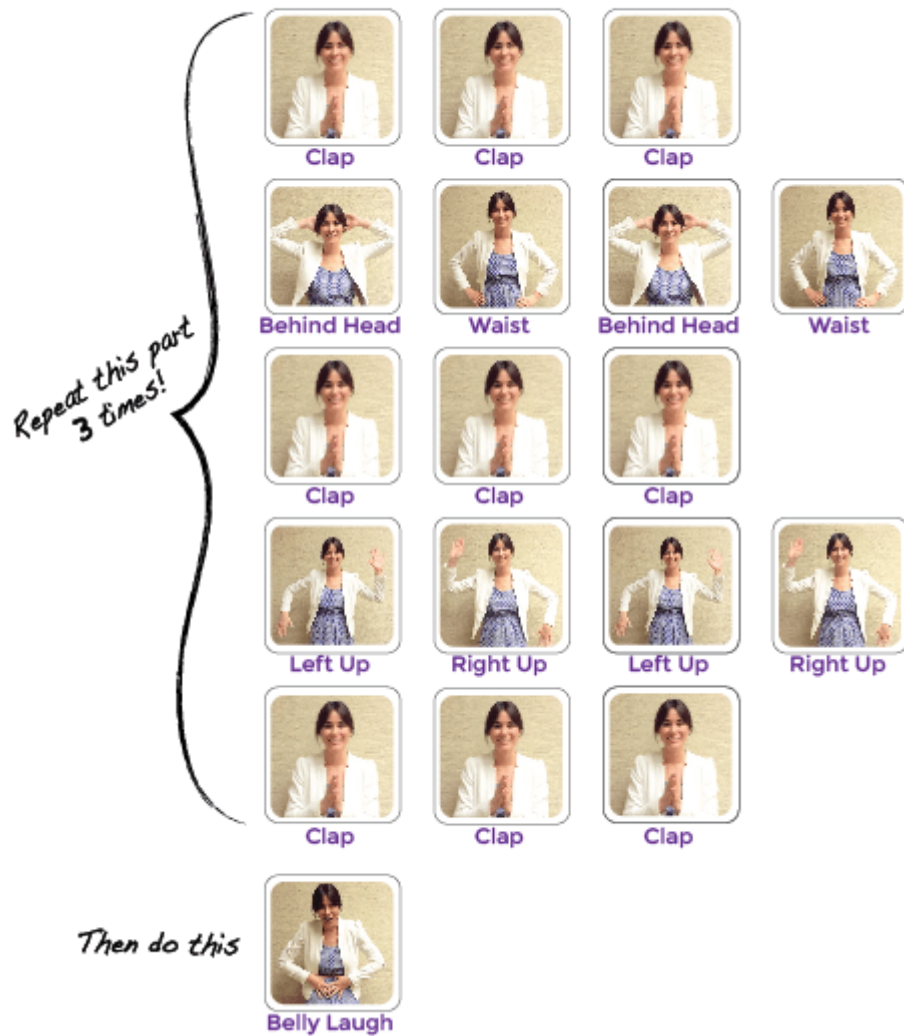 Clap Clap Clap
Behind Head Waist Behind Head Waist
Repeat this part
3 times!
Clap Clap Clap
Left Up Right Up Left Up Right Up
Clap Clap Clap
Then do this
Belly Laugh